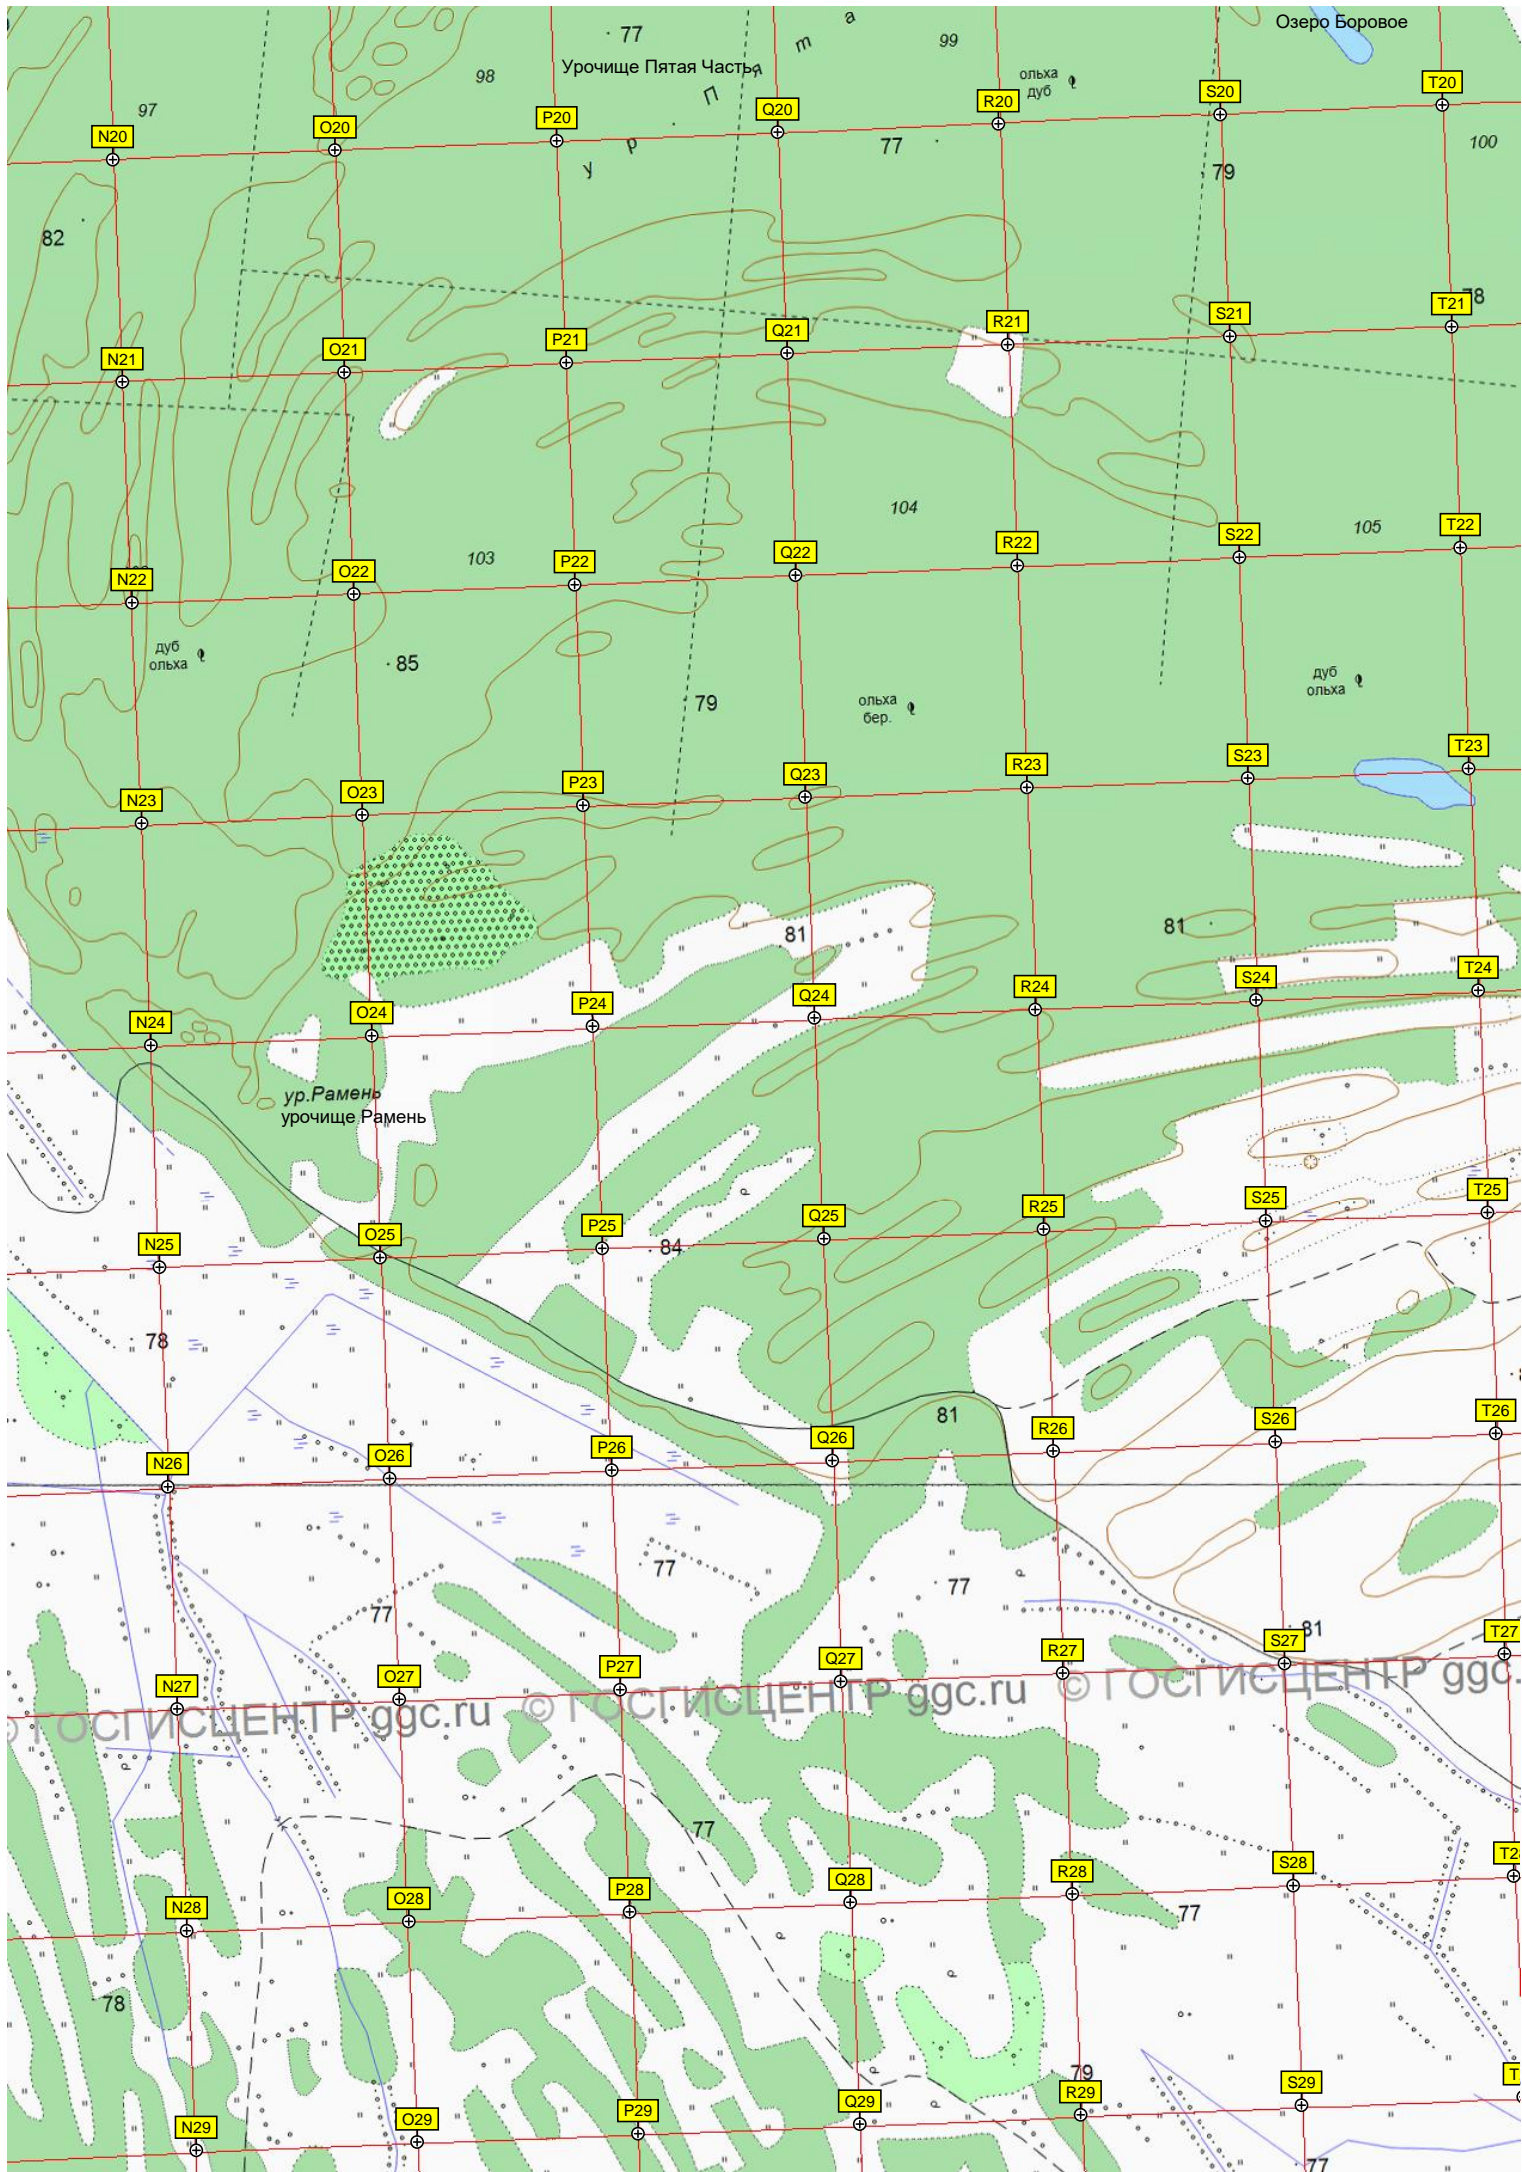 Озеро Боровое
77
99
98
Урочище Пятая Часть
ольха
дуб
97
N20
O20
P20
Q20
R20
S20
T20
ур. Пята
77
100
79
82
78
N21
O21
P21
Q21
R21
S21
T21
104
105
103
N22
O22
P22
Q22
R22
S22
T22
дуб
ольха
85
79
ольха
бер.
дуб
ольха
N23
O23
P23
Q23
R23
S23
T23
81
81
N24
O24
P24
Q24
R24
S24
T24
ур.Рамень
урочище Рамень
N25
O25
P25
Q25
R25
S25
T25
84
78
81
N26
O26
P26
Q26
R26
S26
T26
77
77
77
81
N27
O27
P27
Q27
R27
S27
T27
© ГОСГИСЦЕНТР ggc.ru © ГОСГИСЦЕНТР ggc.ru © ГОСГИСЦЕНТР ggc.
77
N28
O28
P28
Q28
R28
S28
T28
77
78
79
N29
O29
P29
Q29
R29
S29
77